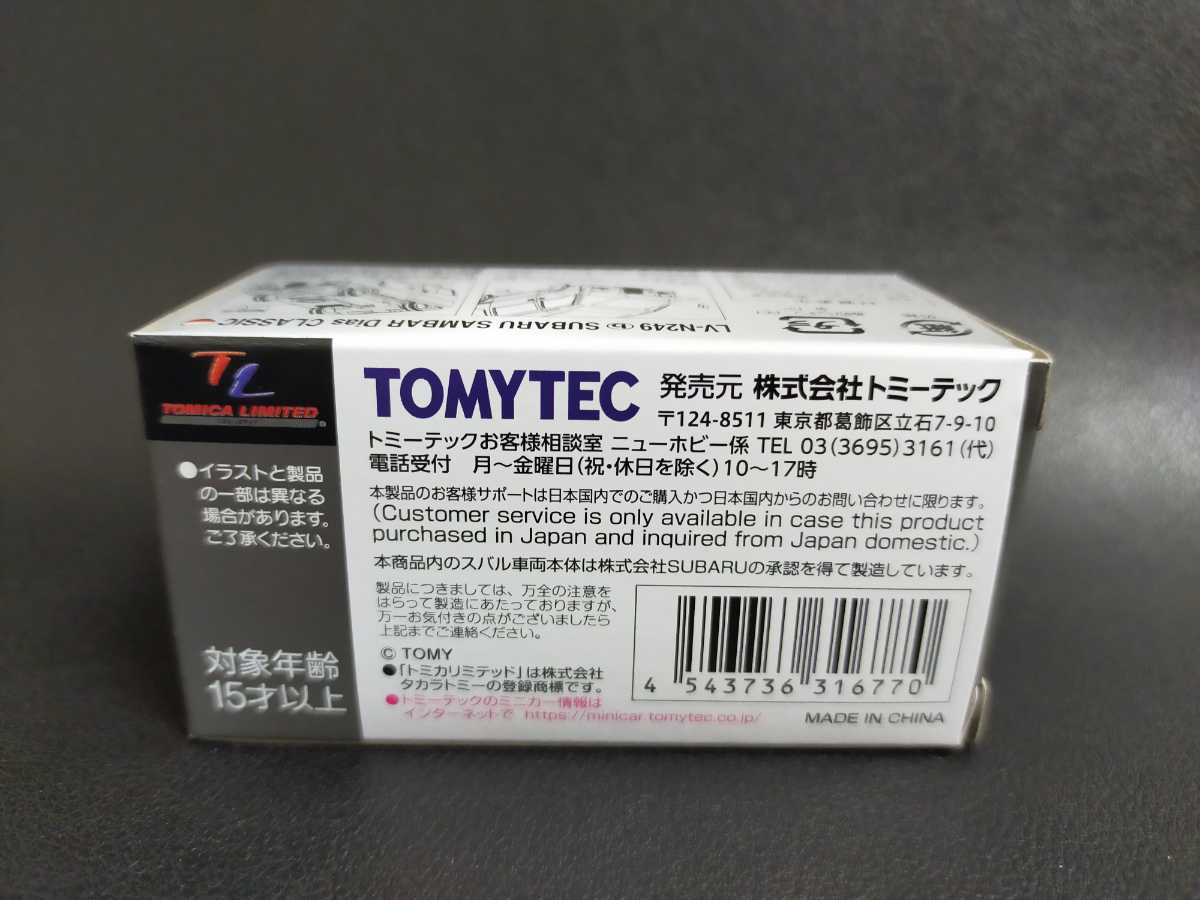 LV-N249 b SUBARU SAMBAR Dias CLASSIC
紙
プラ
TL
TOMICA LIMITED®
●イラストと製品
の一部は異なる
場合があります。
ご了承ください。
対象年齢
15才以上
TOMYTEC 発売元 株式会社トミーテック
〒124-8511 東京都葛飾区立石7-9-10
トミーテックお客様相談室 ニューホビー係 TEL 03(3695)3161(代)
電話受付 月~金曜日(祝・休日を除く)10~17時
本製品のお客様サポートは日本国内でのご購入かつ日本国内からのお問い合わせに限ります。
(Customer service is only available in case this product
purchased in Japan and inquired from Japan domestic.)
本商品内のスバル車両本体は株式会社SUBARUの承認を得て製造しています。
製品につきましては、万全の注意を
はらって製造にあたっておりますが、
万一お気付きの点がございましたら
上記までご連絡ください。
© TOMY
●「トミカリミテッド」は株式会社
タカラトミーの登録商標です。
●トミーテックのミニカー情報は
インターネットで https://minicar.tomytec.co.jp/
4 543736 316770
MADE IN CHINA